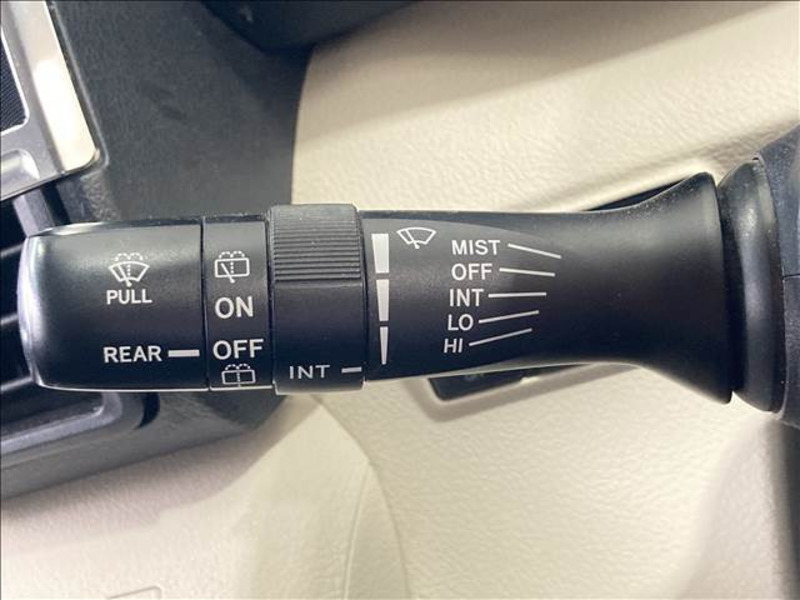 PULL
REAR
ON
OFF
INT
MIST
OFF
INT
LO
HI